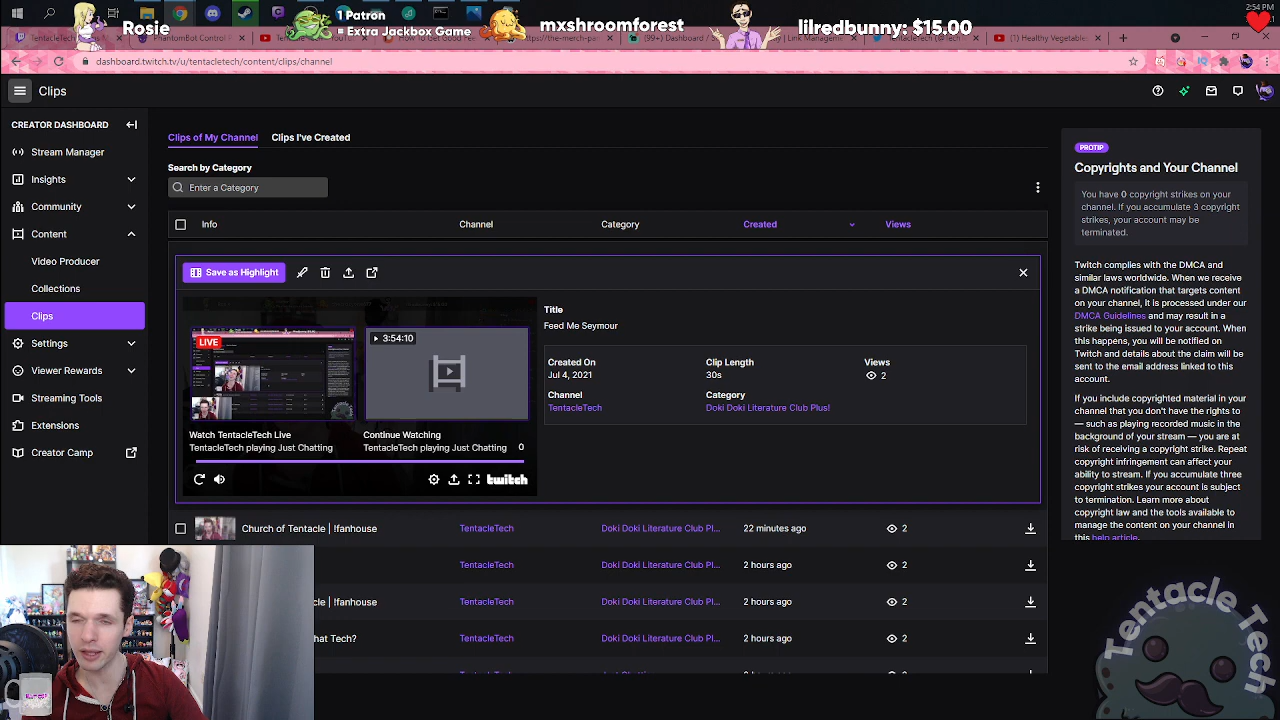 2:54 PM
Rosie
1 Patron
= Extra Jackbox Game
mxshroomforest
lilredbunny: $15.00
TentacleTech
PhantomBot Control
(99+) Dashboard /
Link Management
(1) Healthy Vegetables
dashboard.twitch.tv/u/tentacletech/content/clips/channel
Clips
CREATOR DASHBOARD
Stream Manager
Insights
Community
Content
Video Producer
Collections
Clips
Settings
Viewer Rewards
Streaming Tools
Extensions
Creator Camp
Clips of My Channel
Clips I've Created
Search by Category
Enter a Category
Info
Channel
Category
Created
Views
Save as Highlight
LIVE
3:54:10
Watch TentacleTech Live
TentacleTech playing Just Chatting
Continue Watching
TentacleTech playing Just Chatting
0
twitch
Title
Feed Me Seymour
Created On
Jul 4, 2021
Clip Length
30s
Views
2
Channel
TentacleTech
Category
Doki Doki Literature Club Plus!
Church of Tentacle | !fanhouse
TentacleTech
Doki Doki Literature Club Pl...
22 minutes ago
2
TentacleTech
Doki Doki Literature Club Pl...
2 hours ago
2
cle | !fanhouse
TentacleTech
Doki Doki Literature Club Pl...
2 hours ago
2
hat Tech?
TentacleTech
Doki Doki Literature Club Pl...
2 hours ago
2
PROTIP
Copyrights and Your Channel
You have 0 copyright strikes on your
channel. If you accumulate 3 copyright
strikes, your account may be
terminated.
Twitch complies with the DMCA and
similar laws worldwide. When we receive
a DMCA notification that targets content
on your channel, it is processed under our
DMCA Guidelines and may result in a
strike being issued to your account. When
this happens, you will be notified on
Twitch and details about the claim will be
sent to the email address linked to this
account.
If you include copyrighted material in your
channel that you don't have the rights to
— such as playing recorded music in the
background of your stream — you are at
risk of receiving a copyright strike. Repeat
copyright infringement can affect your
ability to stream. If you accumulate three
copyright strikes your account is subject
to termination. Learn more about
copyright law and the tools available to
manage the content on your channel in
this help article.
Tentacle Tech